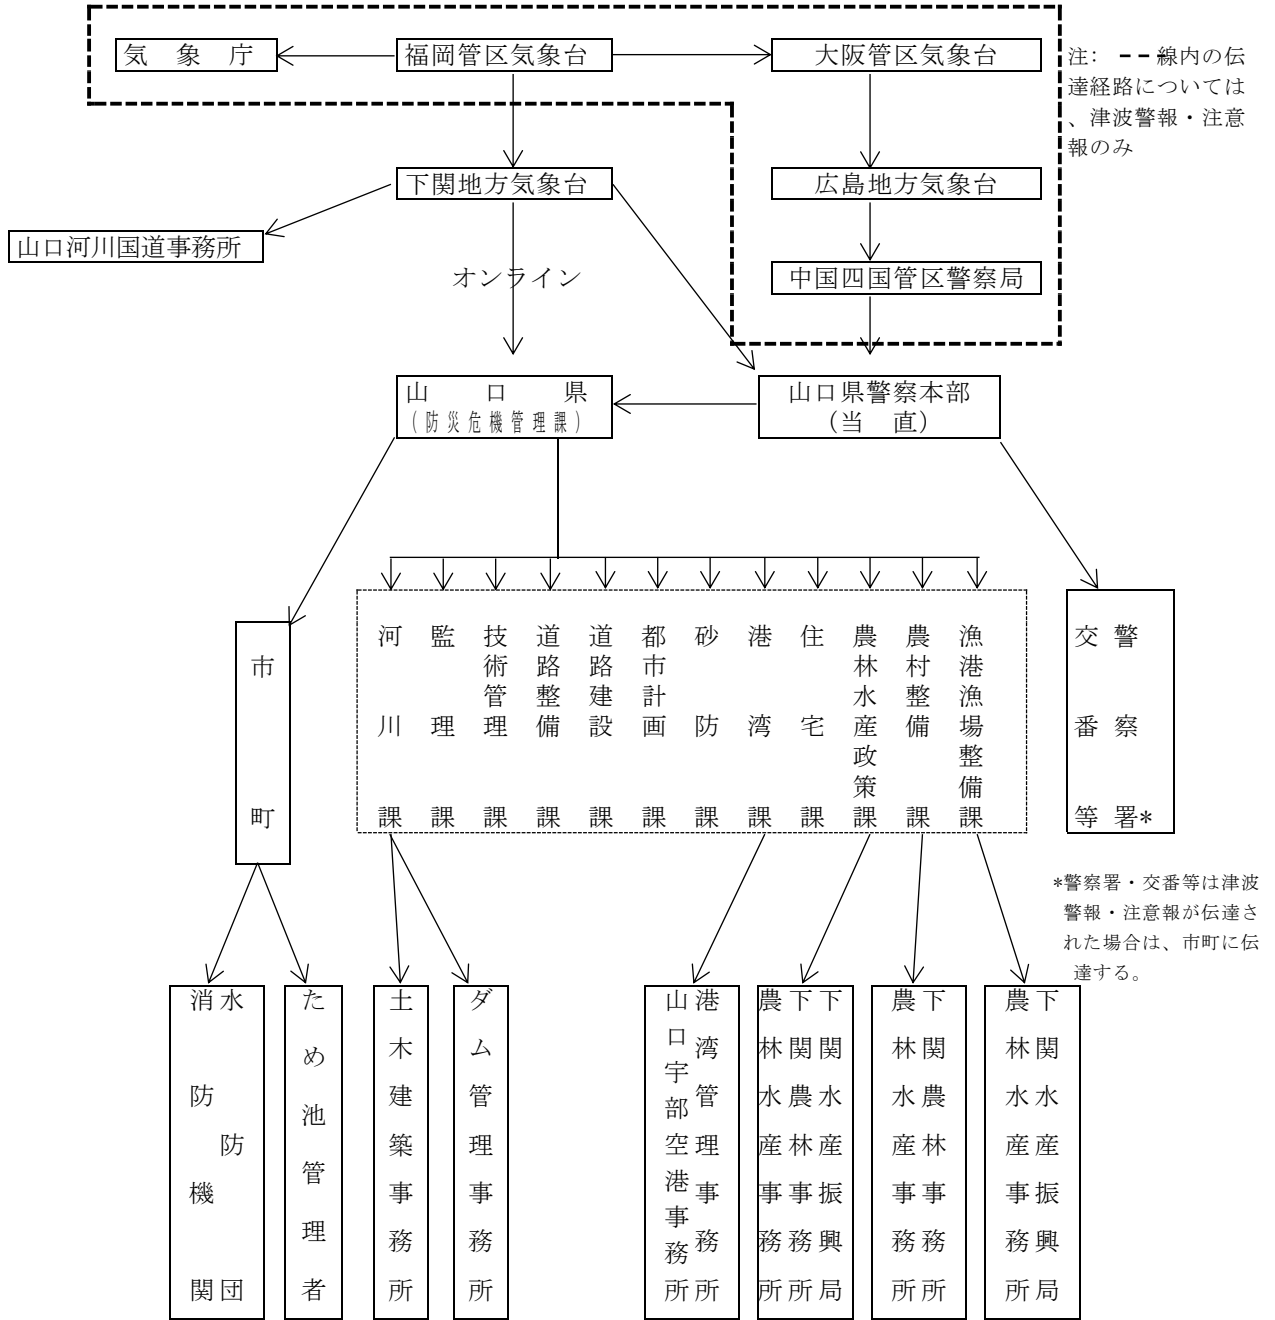 気象庁
福岡管区気象台
大阪管区気象台
注: --線内の伝
達経路については
、津波警報・注意
報のみ
下関地方気象台
広島地方気象台
山口河川国道事務所
オンライン
中国四国管区警察局
山口県
(防災危機管理課)
山口県警察本部
(当 直)
市町
河川課
監理課
技術管理課
道路整備課
道路建設課
都市計画課
砂防課
港湾課
住宅課
農林水産政策課
農村整備課
漁港漁場整備課
警察署*
交番等
*警察署・交番等は津波
警報・注意報が伝達さ
れた場合は、市町に伝
達する。
水防団
消防機関
ため池管理者
土木建築事務所
ダム管理事務所
港湾管理事務所
山口宇部空港事務所
下関水産振興局
下関農林事務所
農林水産事務所
下関農林事務所
農林水産事務所
下関水産振興局
農林水産事務所